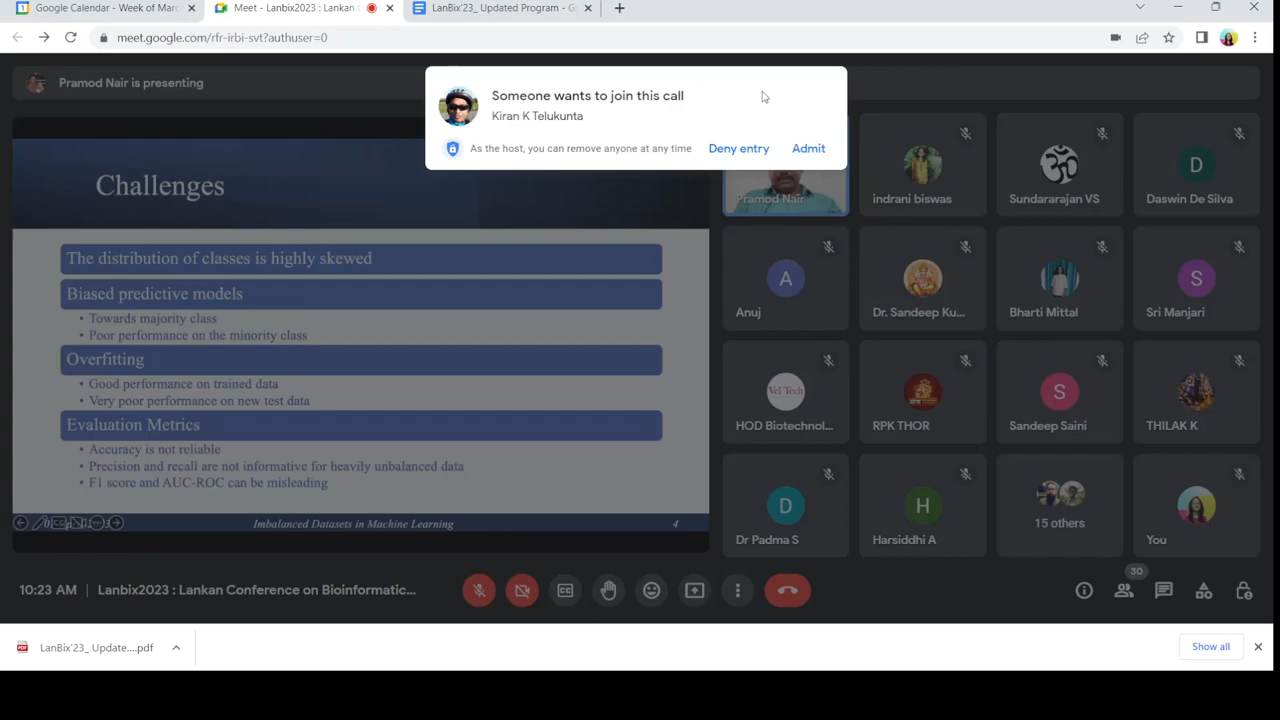 Google Calendar - Week of Marc
Meet - Lanbix2023 : Lankan C
LanBix'23_ Updated Program - G
meet.google.com/rfr-irbi-svt?authuser=0
Pramod Nair is presenting
Someone wants to join this call
Kiran K Telukunta
As the host, you can remove anyone at any time
Deny entry
Admit
Challenges
The distribution of classes is highly skewed
Biased predictive models
• Towards majority class
• Poor performance on the minority class
Overfitting
• Good performance on trained data
• Very poor performance on new test data
Evaluation Metrics
• Accuracy is not reliable
• Precision and recall are not informative for heavily unbalanced data
• F1 score and AUC-ROC can be misleading
Imbalanced Datasets in Machine Learning
4
Pramod Nair
indrani biswas
Sundararajan VS
D
Daswin De Silva
A
Anuj
Dr. Sandeep Ku...
Bharti Mittal
S
Sri Manjari
Vel Tech
HOD Biotechnol...
RPK THOR
S
Sandeep Saini
THILAK K
D
Dr Padma S
H
Harsiddhi A
15 others
You
10:23 AM | Lanbix2023 : Lankan Conference on Bioinformatic...
30
LanBix'23_ Update....pdf
Show all